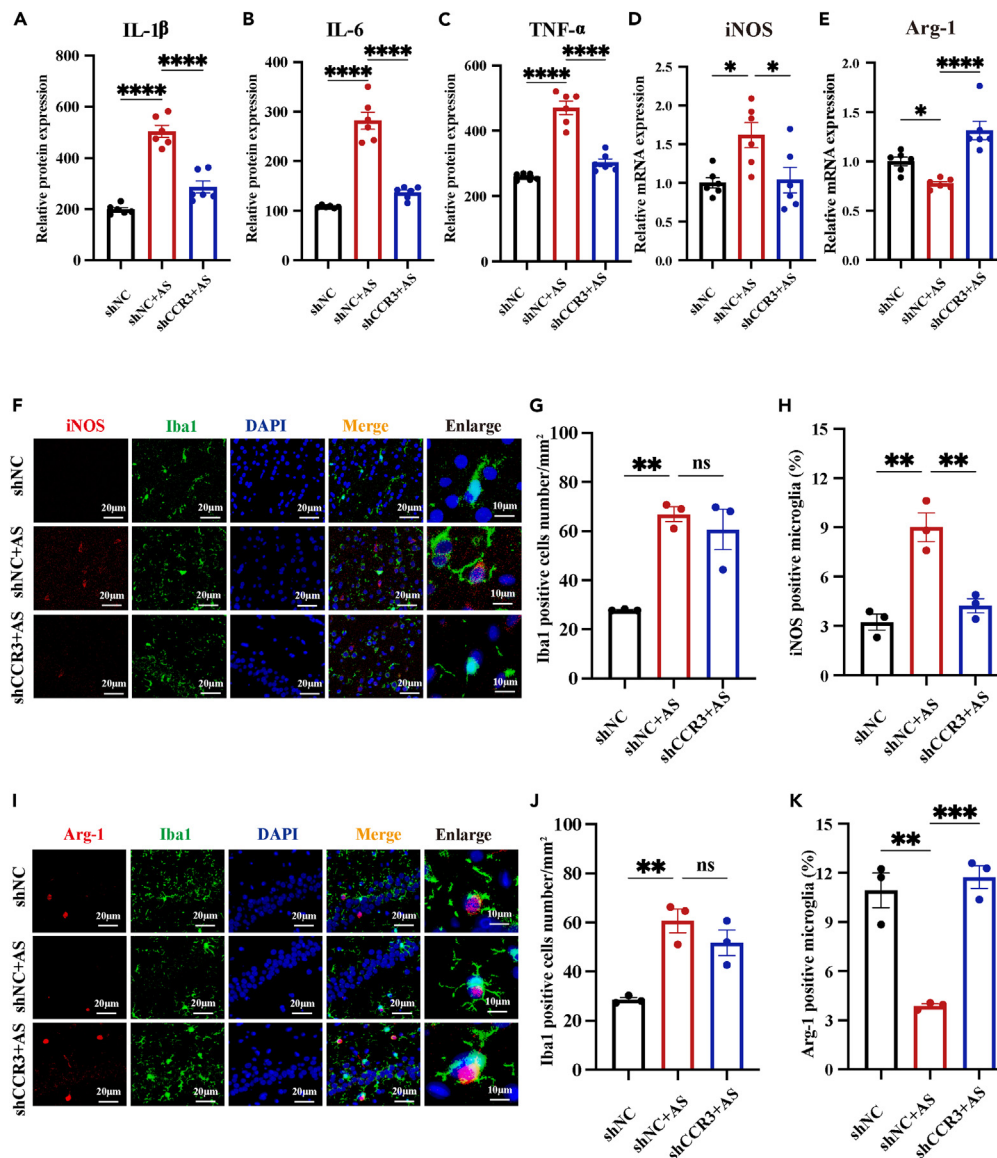 A
IL-1β
Relative protein expression
800
600
400
200
0
****
****
shNC
shNC+AS
shCCR3+AS
B
IL-6
Relative protein expression
400
300
200
100
0
****
****
shNC
shNC+AS
shCCR3+AS
C
TNF-α
Relative protein expression
600
400
200
0
****
****
shNC
shNC+AS
shCCR3+AS
D
iNOS
Relative mRNA expression
2.5
2.0
1.5
1.0
0.5
0.0
*
*
shNC
shNC+AS
shCCR3+AS
E
Arg-1
Relative mRNA expression
2.0
1.5
1.0
0.5
0.0
*
****
shNC
shNC+AS
shCCR3+AS
F
iNOS Iba1 DAPI Merge Enlarge
shNC
20μm 20μm 20μm 20μm 10μm
shNC+AS
20μm 20μm 20μm 20μm 10μm
shCCR3+AS
20μm 20μm 20μm 20μm 10μm
G
Iba1 positive cells number/mm²
100
80
60
40
20
0
**
ns
shNC
shNC+AS
shCCR3+AS
H
iNOS positive microglia (%)
15
12
9
6
3
0
**
**
shNC
shNC+AS
shCCR3+AS
I
Arg-1 Iba1 DAPI Merge Enlarge
shNC
20μm 20μm 20μm 20μm 10μm
shNC+AS
20μm 20μm 20μm 20μm 10μm
shCCR3+AS
20μm 20μm 20μm 20μm 10μm
J
Iba1 positive cells number/mm²
100
80
60
40
20
0
**
ns
shNC
shNC+AS
shCCR3+AS
K
Arg-1 positive microglia (%)
15
12
9
6
3
0
**
***
shNC
shNC+AS
shCCR3+AS